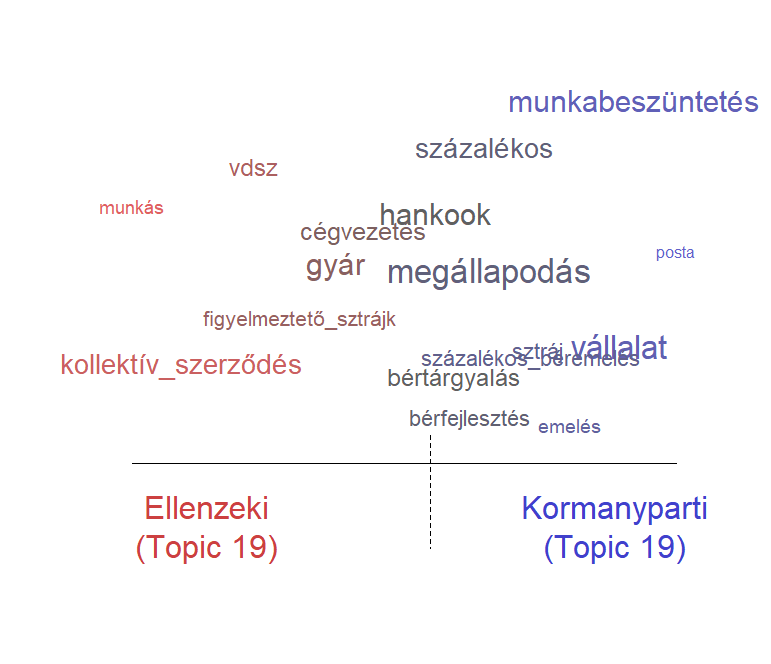 munkabeszüntetés
százalékos
vdsz
munkás
hankook
cégvezetés
posta
gyár
megállapodás
figyelmeztető_sztrájk
sztráj
vállalat
százalékos_béremelés
kollektív_szerződés
bértárgyalás
bérfejlesztés
emelés
Ellenzeki
(Topic 19)
Kormanyparti
(Topic 19)